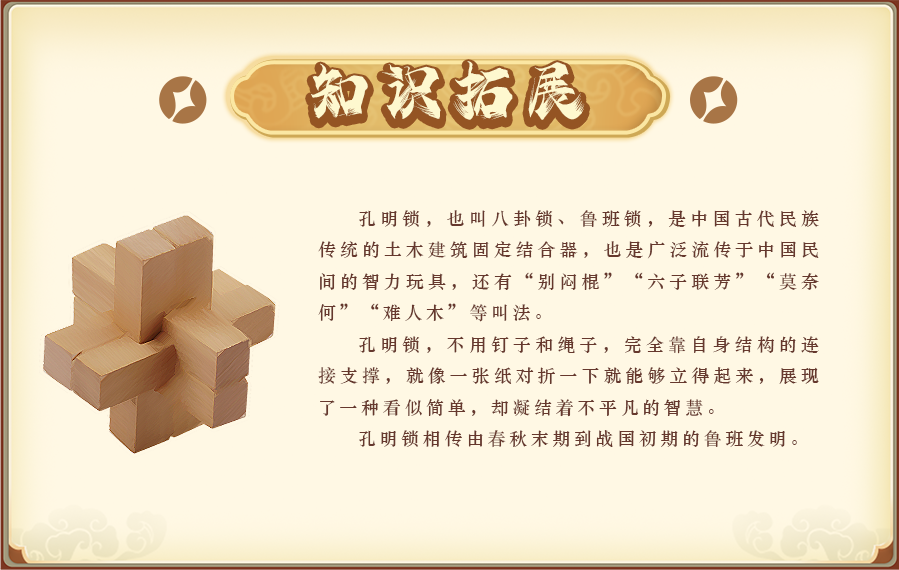 知识拓展
孔明锁，也叫八卦锁、鲁班锁，是中国古代民族
传统的土木建筑固定结合器，也是广泛流传于中国民
间的智力玩具，还有“别闷棍”“六子联芳”“莫奈
何”“难人木”等叫法。
孔明锁，不用钉子和绳子，完全靠自身结构的连
接支撑，就像一张纸对折一下就能够立得起来，展现
了一种看似简单，却凝结着不平凡的智慧。
孔明锁相传由春秋末期到战国初期的鲁班发明。